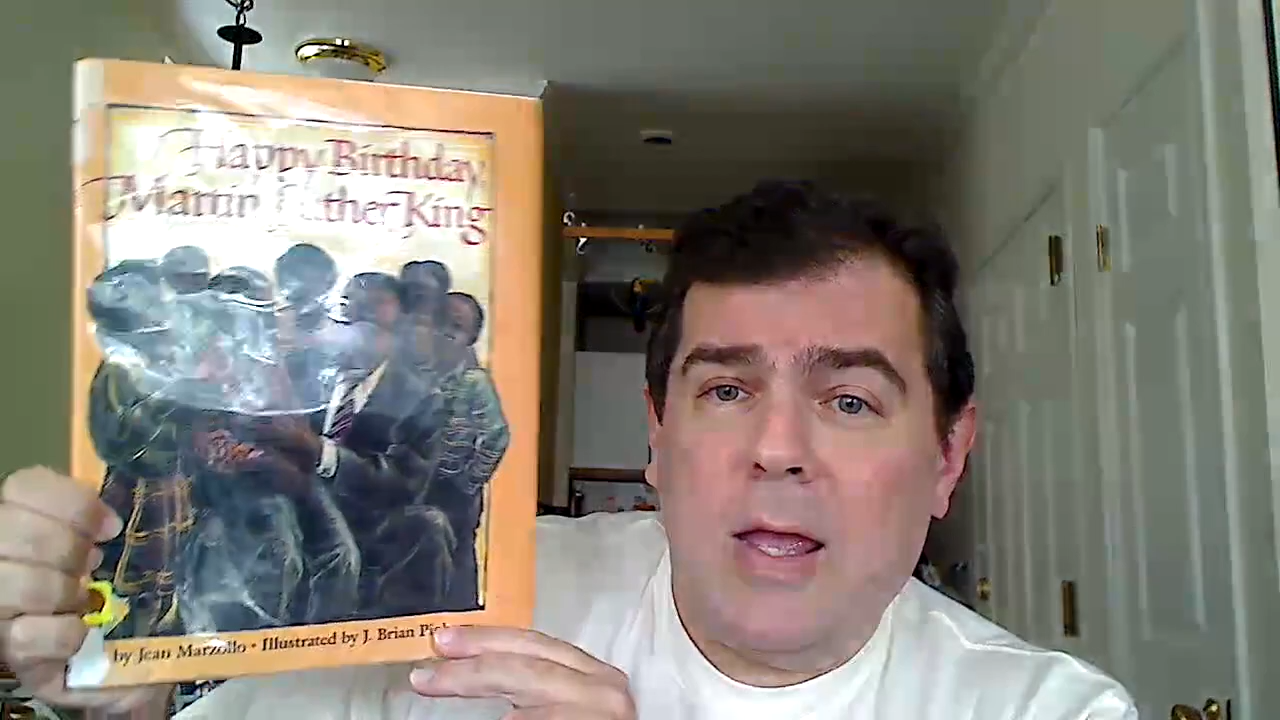 Happy Birthday,
Martin Luther King
by Jean Marzollo • Illustrated by J. Brian